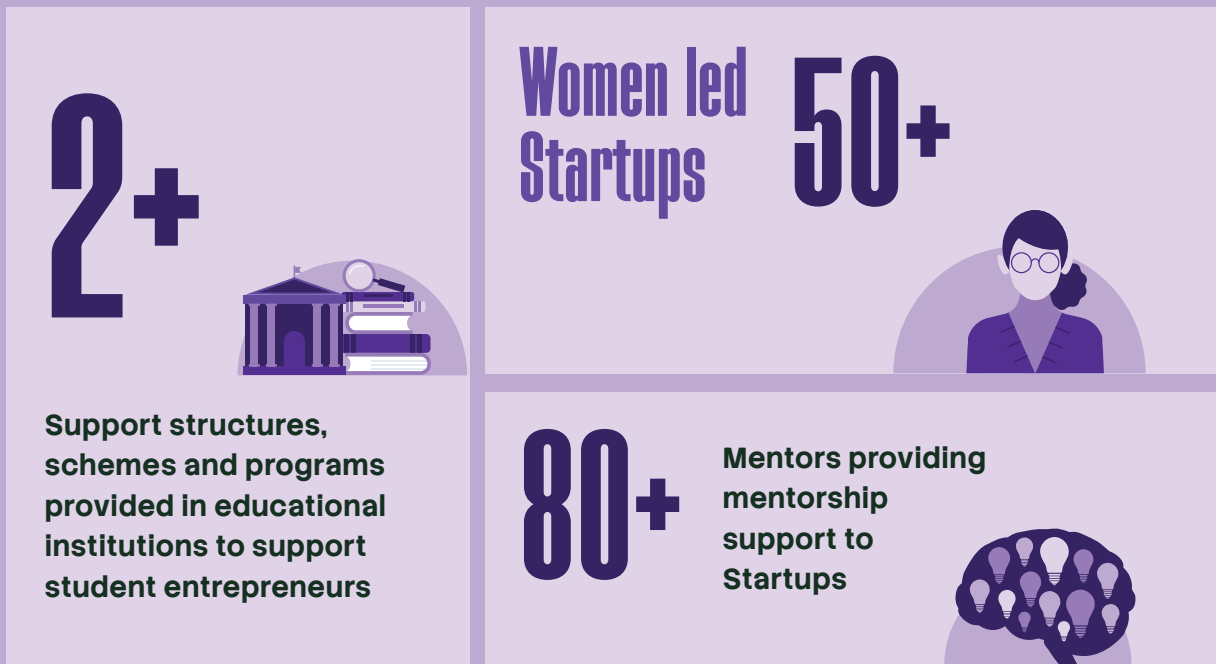 2+
Support structures,
schemes and programs
provided in educational
institutions to support
student entrepreneurs
Women led
Startups
50+
80+
Mentors providing
mentorship
support to
Startups